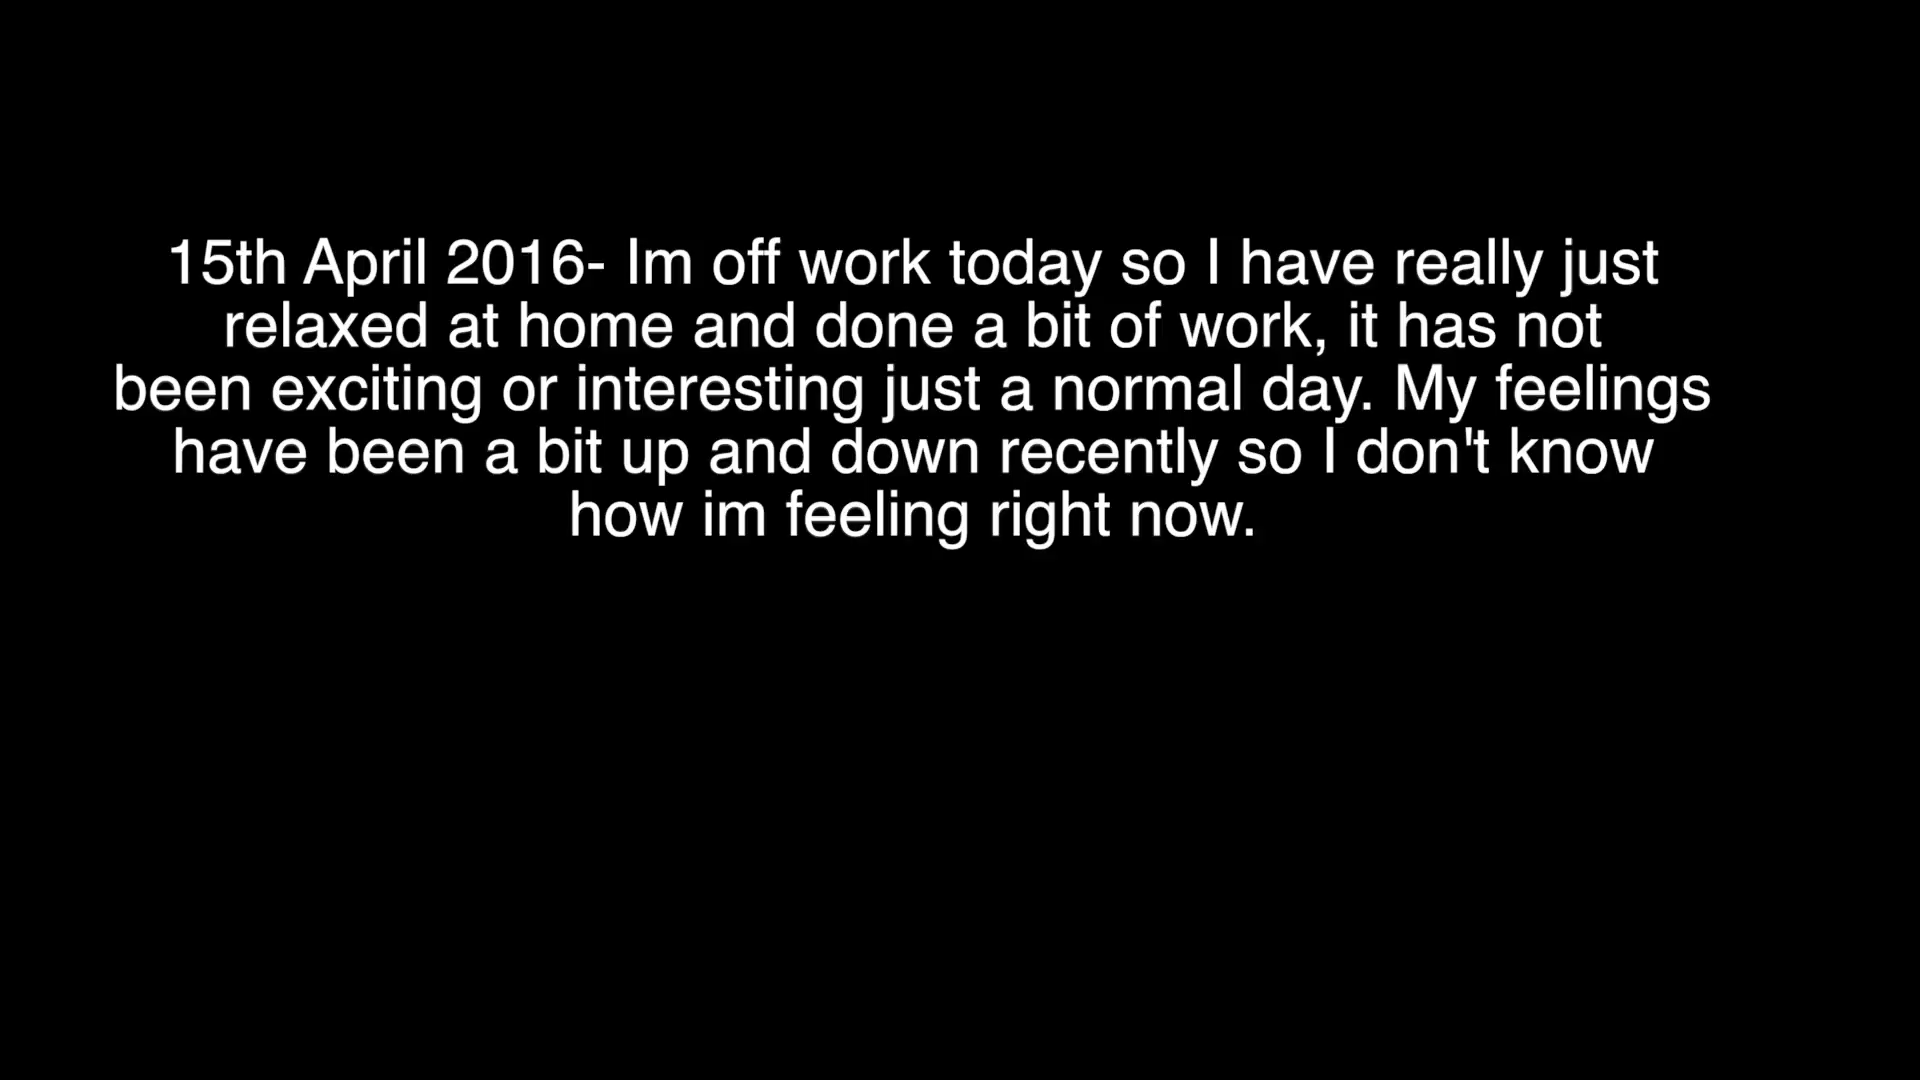 15th April 2016- Im off work today so I have really just
relaxed at home and done a bit of work, it has not
been exciting or interesting just a normal day. My feelings
have been a bit up and down recently so I don't know
how im feeling right now.